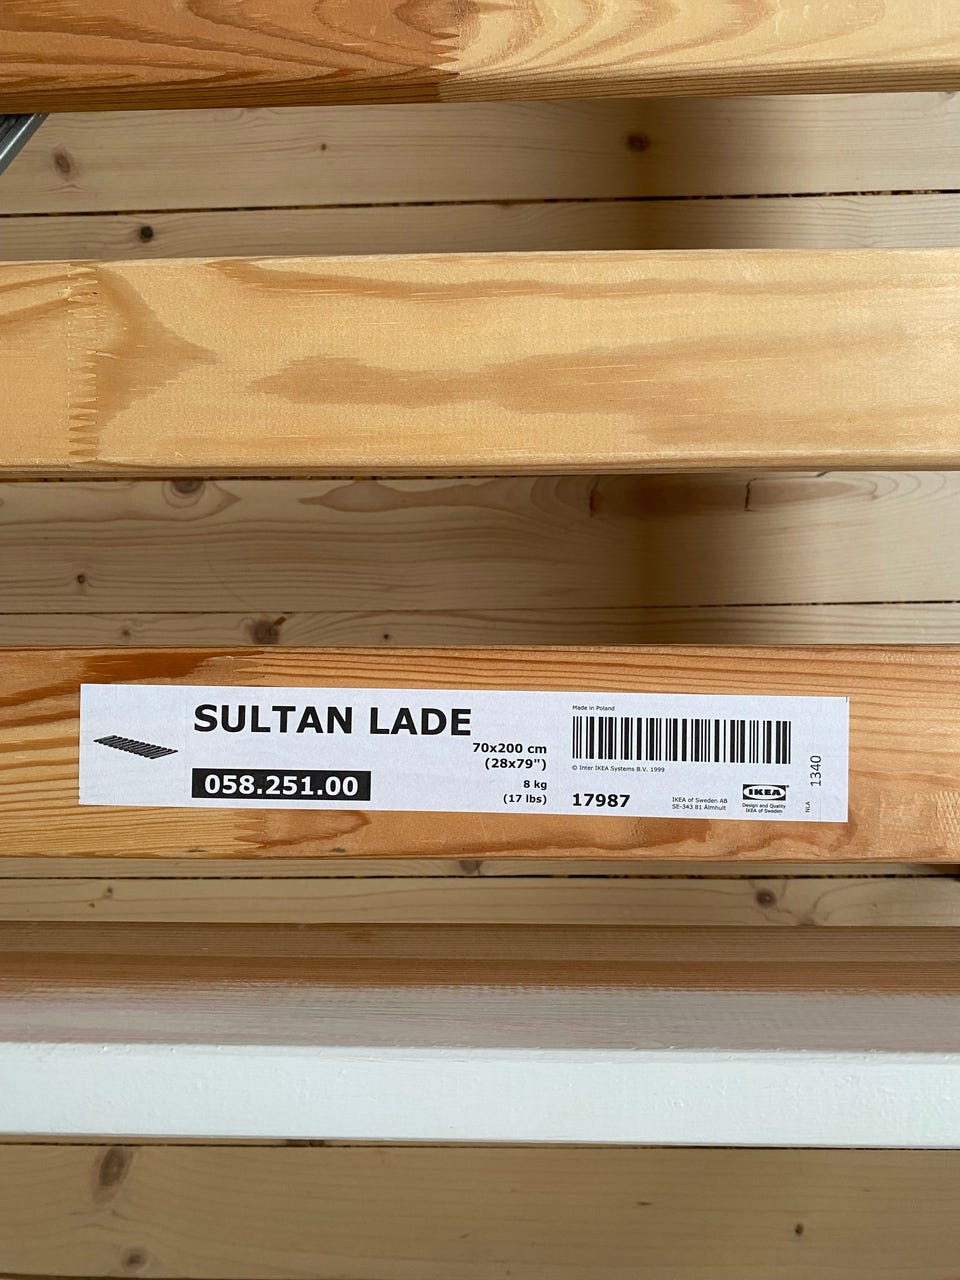 SULTAN LADE
70x200 cm
(28x79")
058.251.00
8 kg
(17 lbs)
Made in Poland
© Inter IKEA Systems B.V. 1999
17987
IKEA of Sweden AB
SE-343 81 Älmhult
IKEA
Design and Quality
IKEA of Sweden
NLA
1340